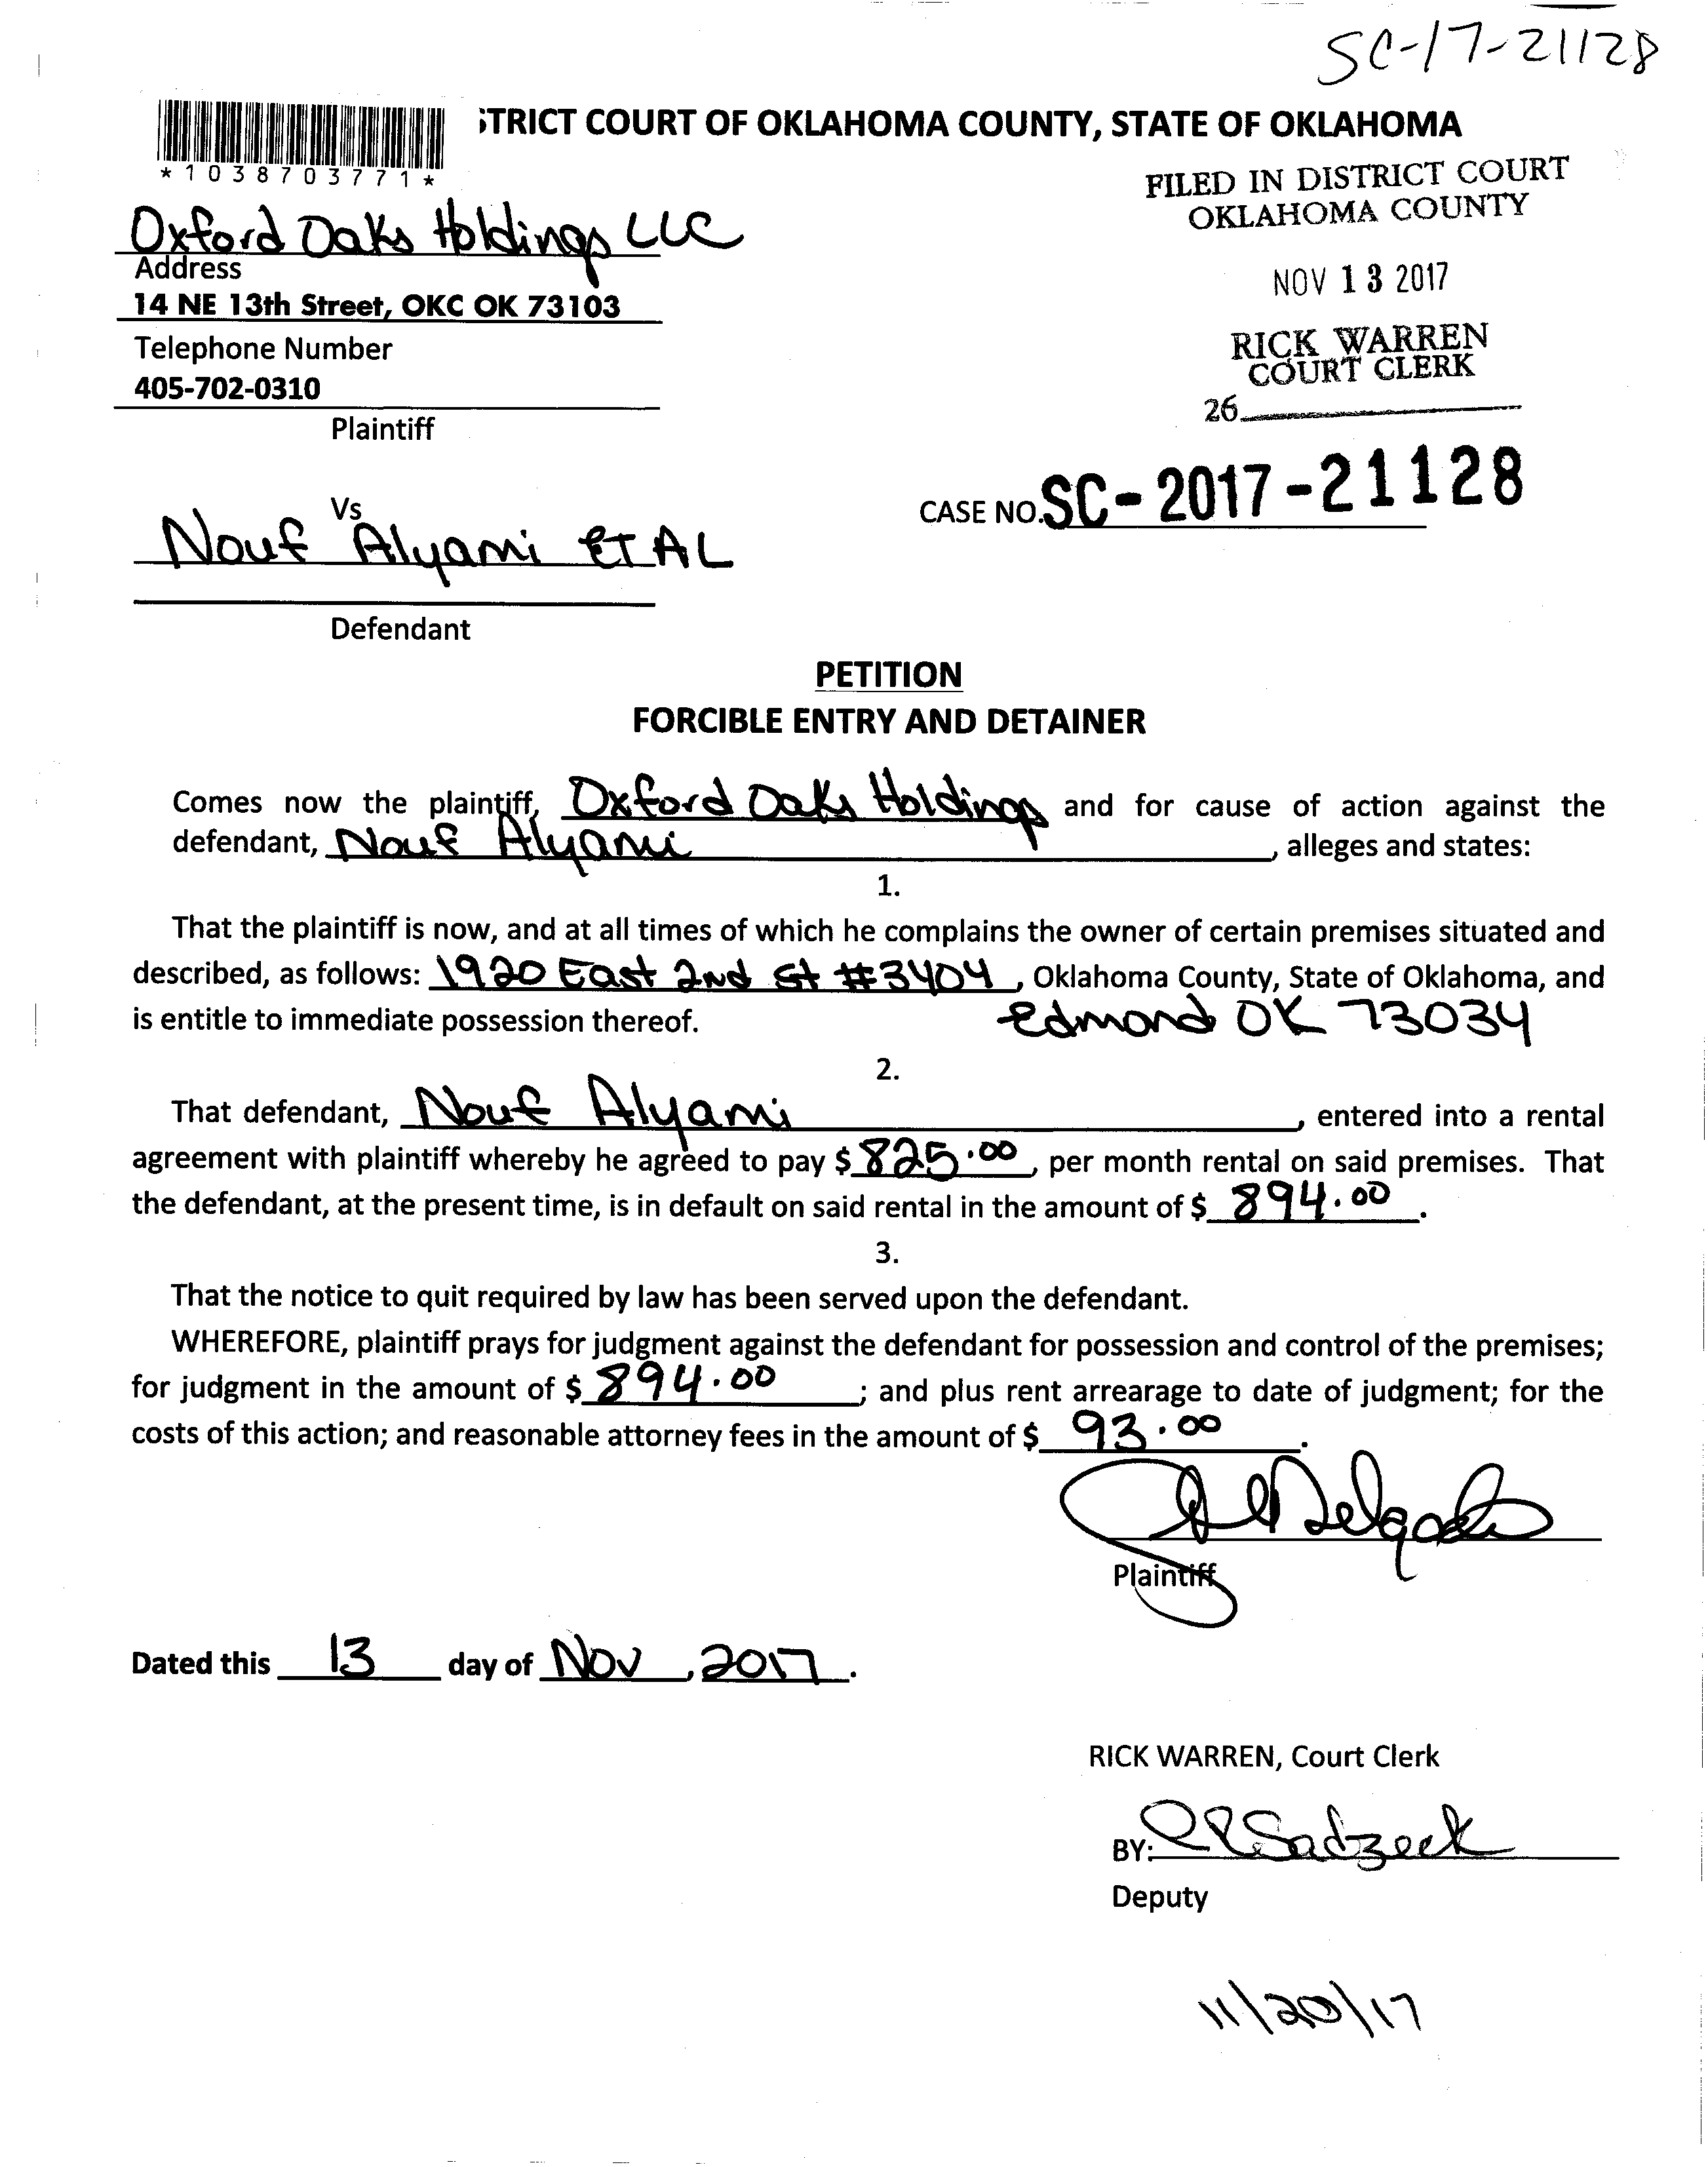 SC-17-21128
STRICT COURT OF OKLAHOMA COUNTY, STATE OF OKLAHOMA
*1038703771*
FILED IN DISTRICT COURT
OKLAHOMA COUNTY
Oxford Oaks Holdings LLC
Address
NOV 13 2017
14 NE 13th Street, OKC OK 73103
Telephone Number
RICK WARREN
COURT CLERK
405-702-0310
26
Plaintiff
Vs
CASE NO. SC-2017-21128
Nouf Alyami ET AL
Defendant
PETITION
FORCIBLE ENTRY AND DETAINER
Comes now the plaintiff, Oxford Oaks Holdings and for cause of action against the
defendant, Nouf Alyami, alleges and states:
1.
That the plaintiff is now, and at all times of which he complains the owner of certain premises situated and
described, as follows: 1920 East 2nd St #3404, Oklahoma County, State of Oklahoma, and
is entitle to immediate possession thereof. Edmond OK 73034
2.
That defendant, Nouf Alyami, entered into a rental
agreement with plaintiff whereby he agreed to pay $ 825.00, per month rental on said premises. That
the defendant, at the present time, is in default on said rental in the amount of $ 894.00.
3.
That the notice to quit required by law has been served upon the defendant.
WHEREFORE, plaintiff prays for judgment against the defendant for possession and control of the premises;
for judgment in the amount of $ 894.00; and plus rent arrearage to date of judgment; for the
costs of this action; and reasonable attorney fees in the amount of $ 93.00.
Delgado
Plaintiff
Dated this 13 day of Nov, 2017.
RICK WARREN, Court Clerk
BY: Sadzeck
Deputy
11/20/17